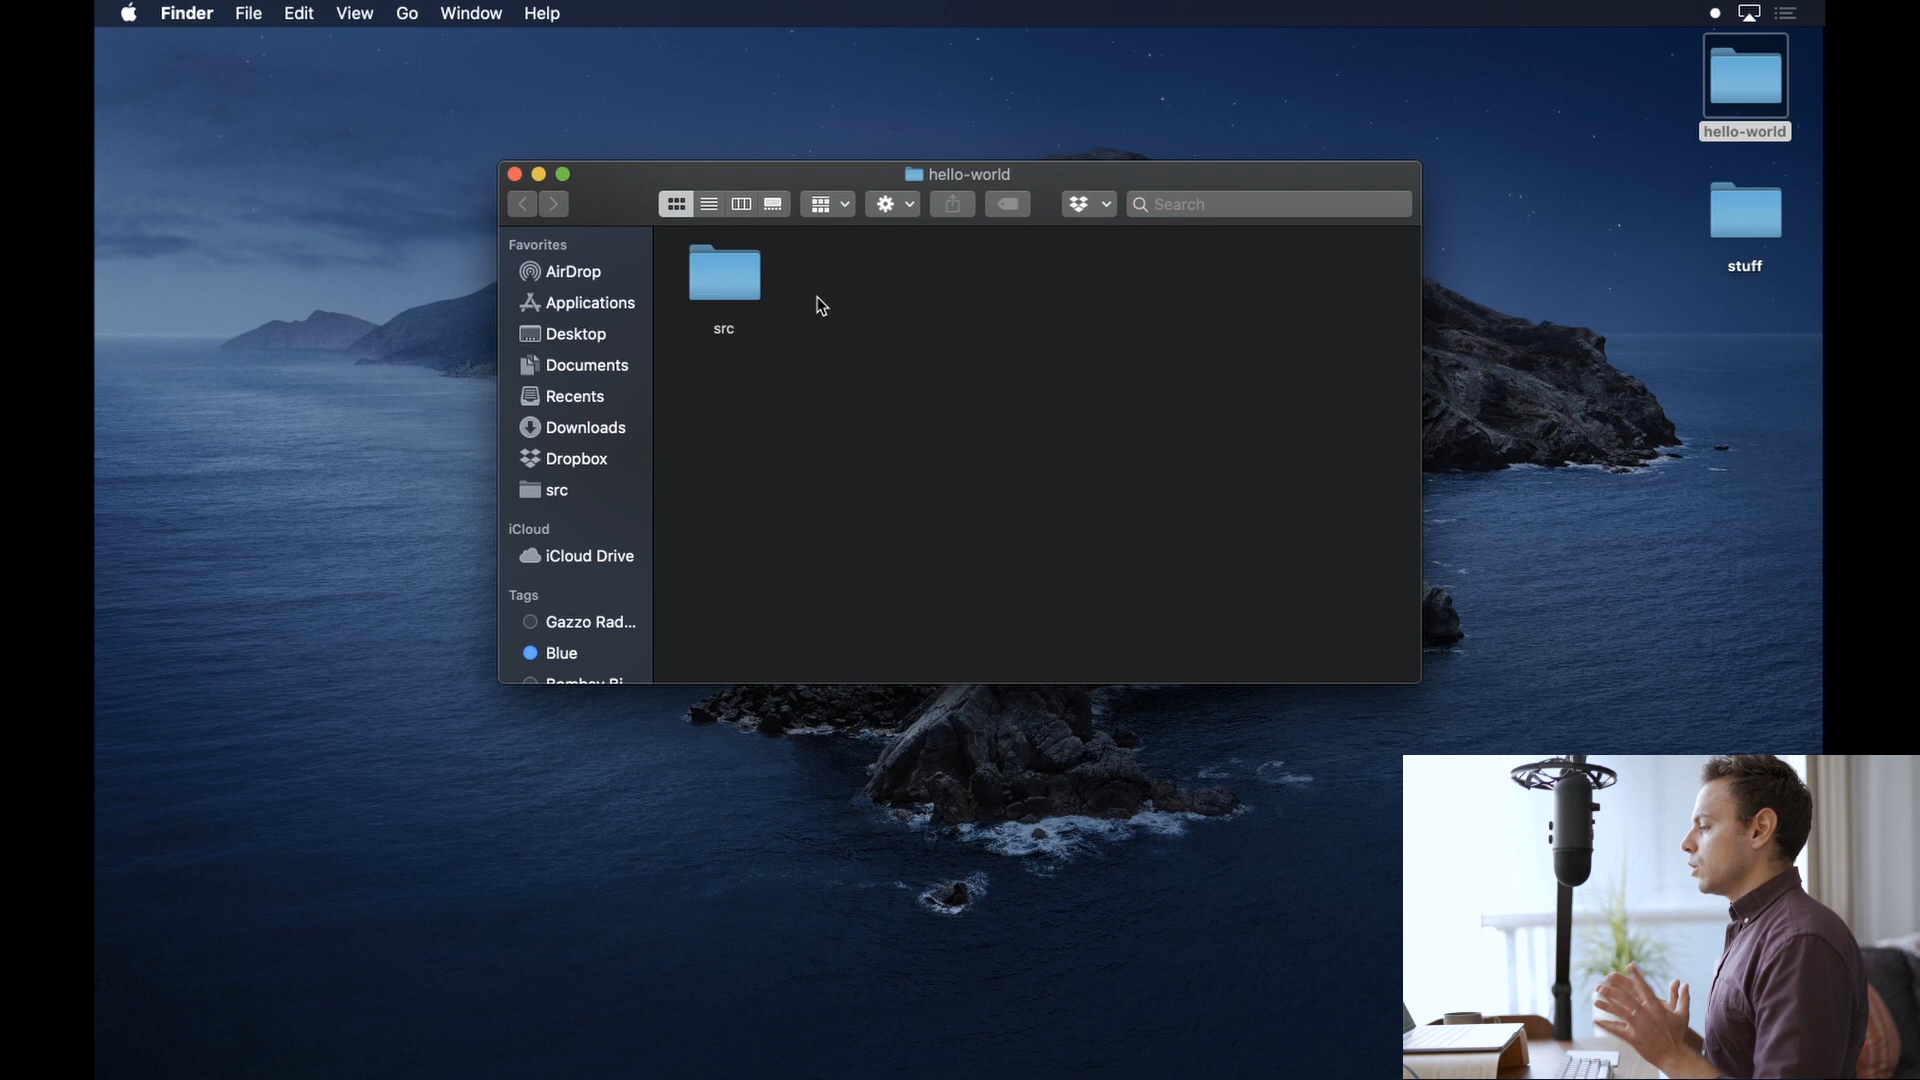 Finder File Edit View Go Window Help
hello-world
stuff
hello-world
Search
Favorites
AirDrop
Applications
Desktop
Documents
Recents
Downloads
Dropbox
src
iCloud
iCloud Drive
Tags
Gazzo Rad...
Blue
src